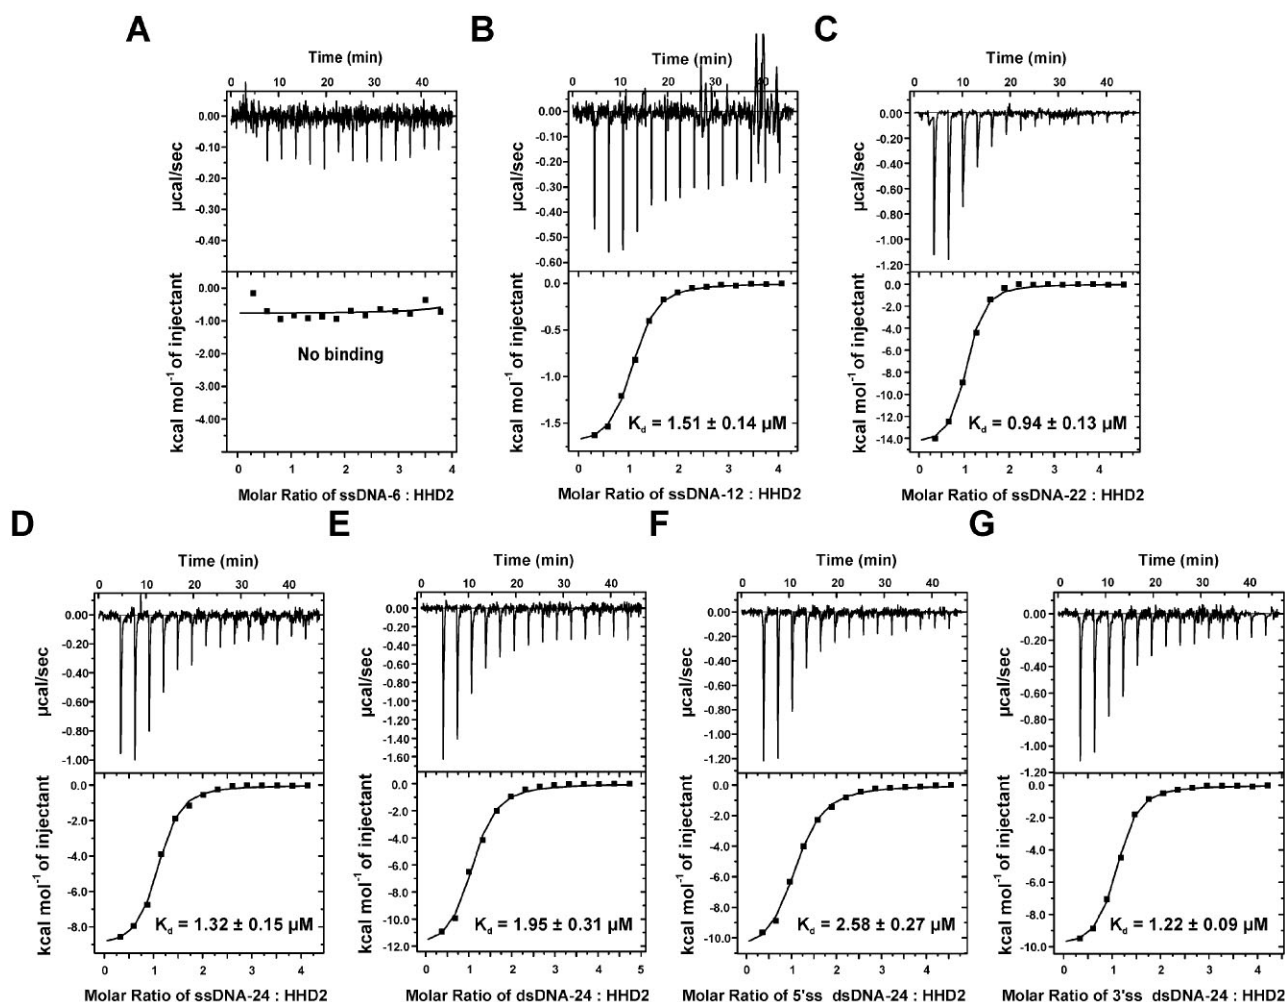 A
Time (min)
0 10 20 30 40
0.00
-0.10
-0.20
-0.30
-0.40
µcal/sec
0.00
-1.00
-2.00
-3.00
-4.00
kcal mol⁻¹ of injectant
No binding
0 1 2 3 4
Molar Ratio of ssDNA-6 : HHD2
B
Time (min)
0 10 20 30 40
0.00
-0.10
-0.20
-0.30
-0.40
-0.50
-0.60
µcal/sec
0.0
-0.5
-1.0
-1.5
kcal mol⁻¹ of injectant
K_d = 1.51 ± 0.14 µM
0 1 2 3 4
Molar Ratio of ssDNA-12 : HHD2
C
Time (min)
0 10 20 30 40
0.00
-0.20
-0.40
-0.60
-0.80
-1.00
-1.20
µcal/sec
0.0
-2.0
-4.0
-6.0
-8.0
-10.0
-12.0
-14.0
kcal mol⁻¹ of injectant
K_d = 0.94 ± 0.13 µM
0 1 2 3 4
Molar Ratio of ssDNA-22 : HHD2
D
Time (min)
0 10 20 30 40
0.00
-0.20
-0.40
-0.60
-0.80
-1.00
µcal/sec
0.0
-2.0
-4.0
-6.0
-8.0
kcal mol⁻¹ of injectant
K_d = 1.32 ± 0.15 µM
0 1 2 3 4
Molar Ratio of ssDNA-24 : HHD2
E
Time (min)
0 10 20 30 40 50
0.00
-0.20
-0.40
-0.60
-0.80
-1.00
-1.20
-1.40
-1.60
µcal/sec
0.0
-2.0
-4.0
-6.0
-8.0
-10.0
-12.0
kcal mol⁻¹ of injectant
K_d = 1.95 ± 0.31 µM
0 1 2 3 4 5
Molar Ratio of dsDNA-24 : HHD2
F
Time (min)
0 10 20 30 40
0.00
-0.20
-0.40
-0.60
-0.80
-1.00
-1.20
µcal/sec
0.0
-2.0
-4.0
-6.0
-8.0
-10.0
kcal mol⁻¹ of injectant
K_d = 2.58 ± 0.27 µM
0 1 2 3 4
Molar Ratio of 5'ss dsDNA-24 : HHD2
G
Time (min)
0 10 20 30 40
0.00
-0.20
-0.40
-0.60
-0.80
-1.00
-1.20
µcal/sec
0.0
-2.0
-4.0
-6.0
-8.0
-10.0
kcal mol⁻¹ of injectant
K_d = 1.22 ± 0.09 µM
0 1 2 3 4
Molar Ratio of 3'ss dsDNA-24 : HHD2